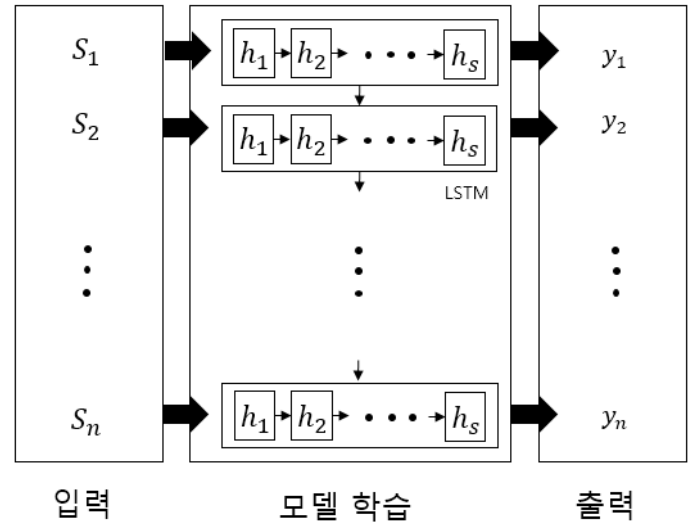 S₁ h₁ h₂ • • • hₛ y₁
S₂ h₁ h₂ • • • hₛ y₂
LSTM
Sₙ h₁ h₂ • • • hₛ yₙ
입력 모델 학습 출력